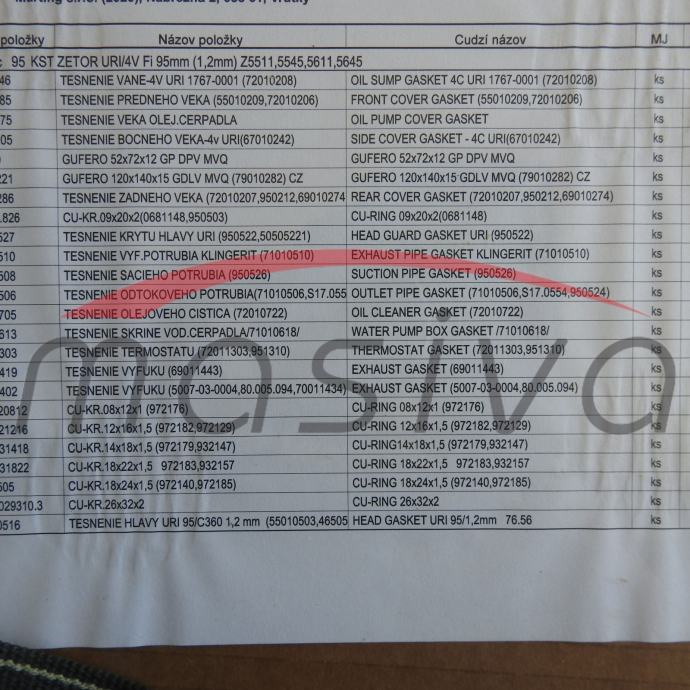 položky Názov položky Cudzí názov MJ
95 KST ZETOR URI/4V Fi 95mm (1,2mm) Z5511,5545,5611,5645
46 TESNENIE VANE-4V URI 1767-0001 (72010208) OIL SUMP GASKET 4C URI 1767-0001 (72010208) ks
85 TESNENIE PREDNEHO VEKA (55010209,72010206) FRONT COVER GASKET (55010209,72010206) ks
75 TESNENIE VEKA OLEJ.CERPADLA OIL PUMP COVER GASKET ks
05 TESNENIE BOCNEHO VEKA-4v URI(67010242) SIDE COVER GASKET - 4C URI(67010242) ks
GUFERO 52x72x12 GP DPV MVQ GUFERO 52x72x12 GP DPV MVQ ks
221 GUFERO 120x140x15 GDLV MVQ (79010282) CZ GUFERO 120x140x15 GDLV MVQ (79010282) CZ ks
286 TESNENIE ZADNEHO VEKA (72010207,950212,69010274 REAR COVER GASKET (72010207,950212,69010274) ks
.826 CU-KR.09x20x2(0681148,950503) CU-RING 09x20x2(0681148) ks
527 TESNENIE KRYTU HLAVY URI (950522,50505221) HEAD GUARD GASKET URI (950522) ks
510 TESNENIE VYF.POTRUBIA KLINGERIT (71010510) EXHAUST PIPE GASKET KLINGERIT (71010510) ks
508 TESNENIE SACIEHO POTRUBIA (950526) SUCTION PIPE GASKET (950526) ks
506 TESNENIE ODTOKOVEHO POTRUBIA(71010506,S17.055 OUTLET PIPE GASKET (71010506,S17.0554,950524) ks
705 TESNENIE OLEJOVEHO CISTICA (72010722) OIL CLEANER GASKET (72010722) ks
613 TESNENIE SKRINE VOD.CERPADLA/71010618/ WATER PUMP BOX GASKET /71010618/ ks
303 TESNENIE TERMOSTATU (72011303,951310) THERMOSTAT GASKET (72011303,951310) ks
419 TESNENIE VYFUKU (69011443) EXHAUST GASKET (69011443) ks
402 TESNENIE VYFUKU (5007-03-0004,80.005.094,70011434) EXHAUST GASKET (5007-03-0004,80.005.094) ks
20812 CU-KR.08x12x1 (972176) CU-RING 08x12x1 (972176) ks
21216 CU-KR.12x16x1,5 (972182,972129) CU-RING 12x16x1,5 (972182,972129) ks
31418 CU-KR.14x18x1,5 (972179,932147) CU-RING14x18x1,5 (972179,932147) ks
31822 CU-KR.18x22x1,5 972183,932157 CU-RING 18x22x1,5 972183,932157 ks
605 CU-KR.18x24x1,5 (972140,972185) CU-RING 18x24x1,5 (972140,972185) ks
029310.3 CU-KR.26x32x2 CU-RING 26x32x2 ks
0516 TESNENIE HLAVY URI 95/C360 1,2 mm (55010503,46505 HEAD GASKET URI 95/1,2mm 76.56 ks
masiva